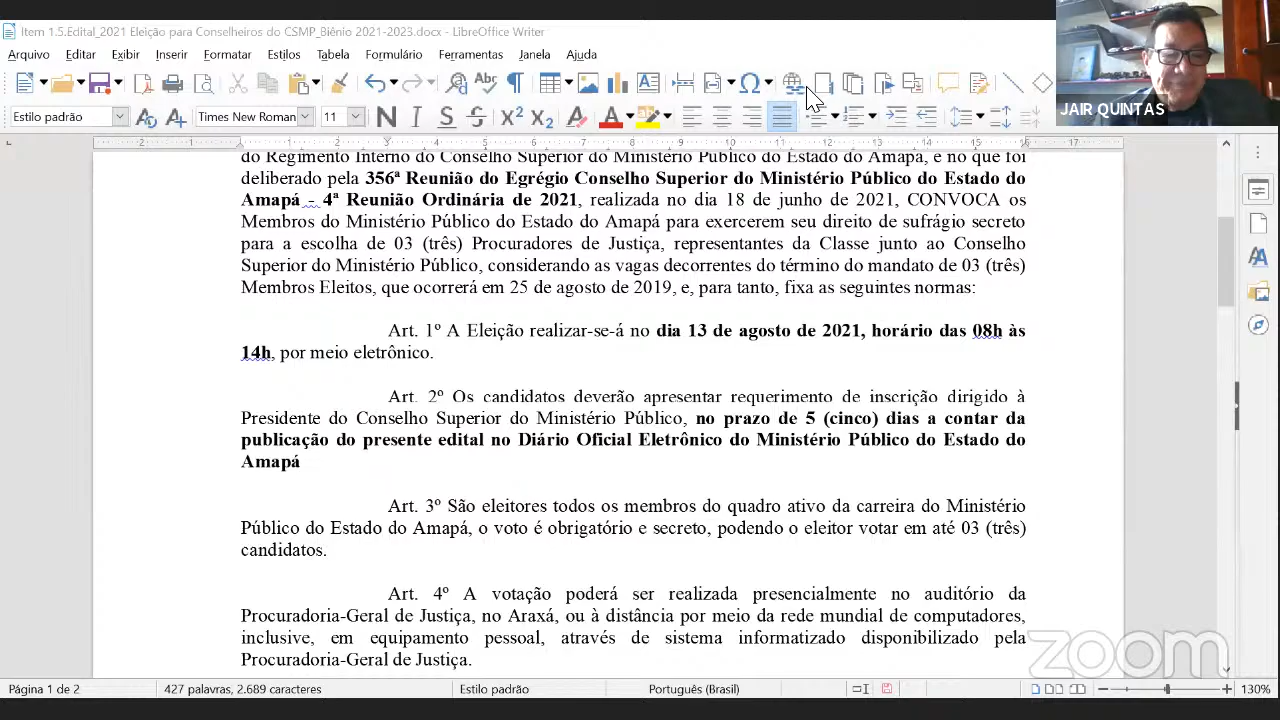 Item 1.5.Edital_2021 Eleição para Conselheiros do CSMP_Biênio 2021-2023.docx - LibreOffice Writer
Arquivo Editar Exibir Inserir Formatar Estilos Tabela Formulário Ferramentas Janela Ajuda
Estilo padrão Times New Roman
JAIR QUINTAS
do Regimento Interno do Conselho Superior do Ministério Público do Estado do Amapá, e no que foi
deliberado pela 356ª Reunião do Egrégio Conselho Superior do Ministério Público do Estado do
Amapá - 4ª Reunião Ordinária de 2021, realizada no dia 18 de junho de 2021, CONVOCA os
Membros do Ministério Público do Estado do Amapá para exercerem seu direito de sufrágio secreto
para a escolha de 03 (três) Procuradores de Justiça, representantes da Classe junto ao Conselho
Superior do Ministério Público, considerando as vagas decorrentes do término do mandato de 03 (três)
Membros Eleitos, que ocorrerá em 25 de agosto de 2019, e, para tanto, fixa as seguintes normas:
Art. 1º A Eleição realizar-se-á no dia 13 de agosto de 2021, horário das 08h às
14h, por meio eletrônico.
Art. 2º Os candidatos deverão apresentar requerimento de inscrição dirigido à
Presidente do Conselho Superior do Ministério Público, no prazo de 5 (cinco) dias a contar da
publicação do presente edital no Diário Oficial Eletrônico do Ministério Público do Estado do
Amapá
Art. 3º São eleitores todos os membros do quadro ativo da carreira do Ministério
Público do Estado do Amapá, o voto é obrigatório e secreto, podendo o eleitor votar em até 03 (três)
candidatos.
Art. 4º A votação poderá ser realizada presencialmente no auditório da
Procuradoria-Geral de Justiça, no Araxá, ou à distância por meio da rede mundial de computadores,
inclusive, em equipamento pessoal, através de sistema informatizado disponibilizado pela
Procuradoria-Geral de Justiça.
zoom
Página 1 de 2 427 palavras, 2.689 caracteres Estilo padrão Português (Brasil) 130%